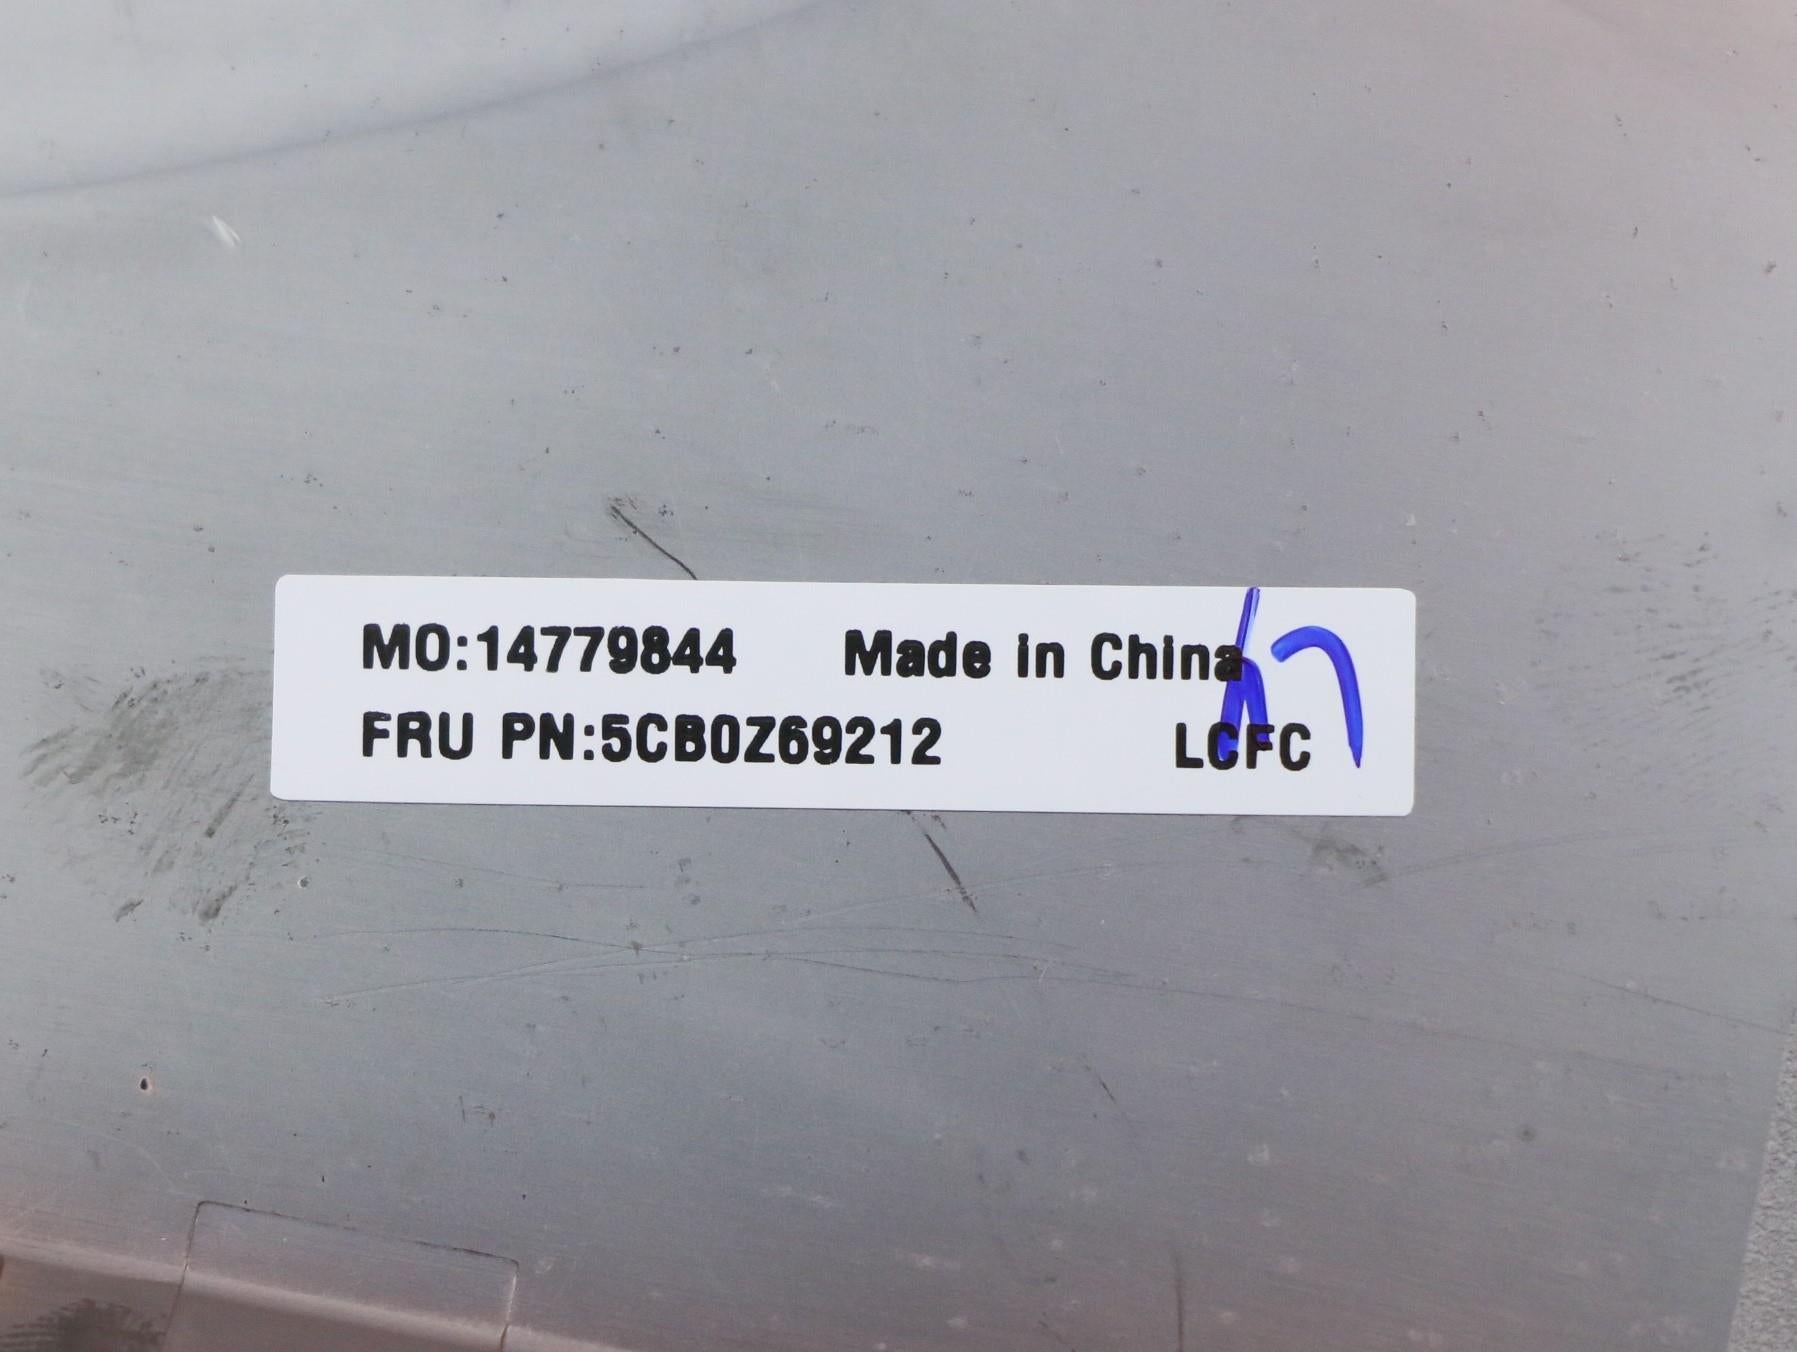 MO:14779844 Made in China
FRU PN:5CB0Z69212 LCFC